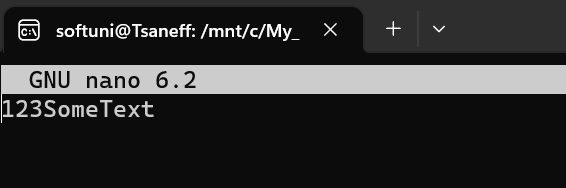 softuni@Tsaneff: /mnt/c/My_
GNU nano 6.2
123SomeText